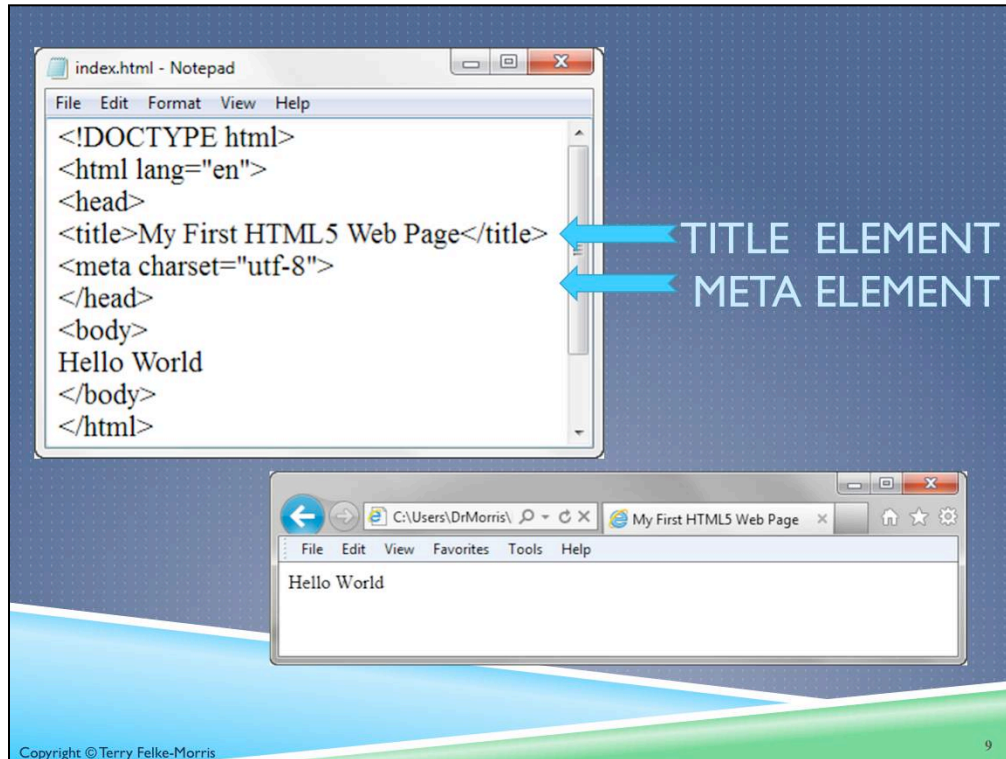 index.html - Notepad
File Edit Format View Help
<!DOCTYPE html>
<html lang="en">
<head>
<title>My First HTML5 Web Page</title>
<meta charset="utf-8">
</head>
<body>
Hello World
</body>
</html>
TITLE ELEMENT
META ELEMENT
C:\Users\DrMorris\ My First HTML5 Web Page
File Edit View Favorites Tools Help
Hello World
Copyright © Terry Felke-Morris
9